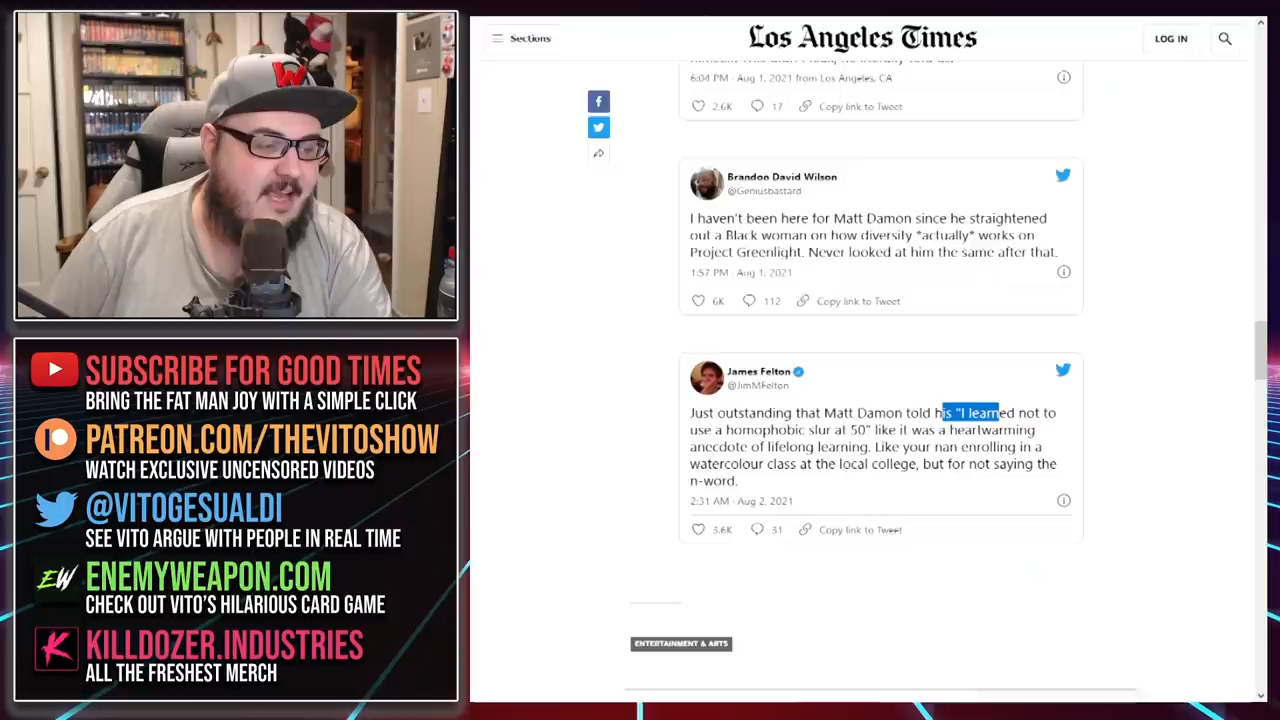 Sections
Los Angeles Times
LOG IN
6:04 PM · Aug 1, 2021 from Los Angeles, CA
2.6K 17 Copy link to Tweet
Brandon David Wilson
@Geniusbastard
I haven't been here for Matt Damon since he straightened
out a Black woman on how diversity *actually* works on
Project Greenlight. Never looked at him the same after that.
1:57 PM · Aug 1, 2021
6K 112 Copy link to Tweet
James Felton
@JimMFelton
Just outstanding that Matt Damon told his "I learned not to
use a homophobic slur at 50" like it was a heartwarming
anecdote of lifelong learning. Like your nan enrolling in a
watercolour class at the local college, but for not saying the
n-word.
2:31 AM · Aug 2, 2021
3.6K 31 Copy link to Tweet
ENTERTAINMENT & ARTS
SUBSCRIBE FOR GOOD TIMES
BRING THE FAT MAN JOY WITH A SIMPLE CLICK
PATREON.COM/THEVITOSHOW
WATCH EXCLUSIVE UNCENSORED VIDEOS
@VITOGESUALDI
SEE VITO ARGUE WITH PEOPLE IN REAL TIME
EW
ENEMYWEAPON.COM
CHECK OUT VITO'S HILARIOUS CARD GAME
K
KILLDOZER.INDUSTRIES
ALL THE FRESHEST MERCH